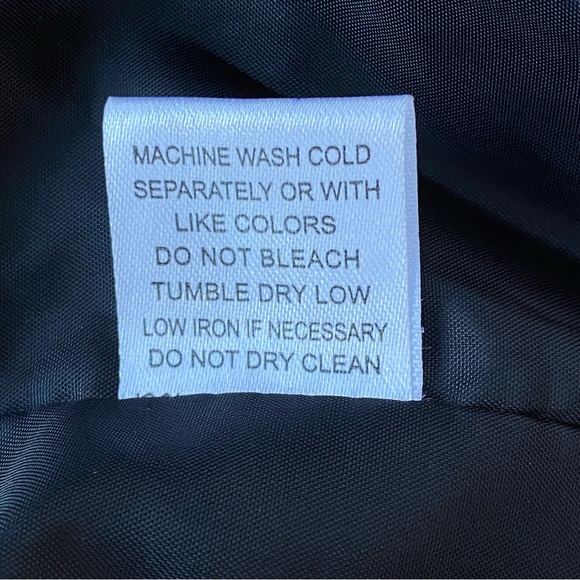 MACHINE WASH COLD
SEPARATELY OR WITH
LIKE COLORS
DO NOT BLEACH
TUMBLE DRY LOW
LOW IRON IF NECESSARY
DO NOT DRY CLEAN